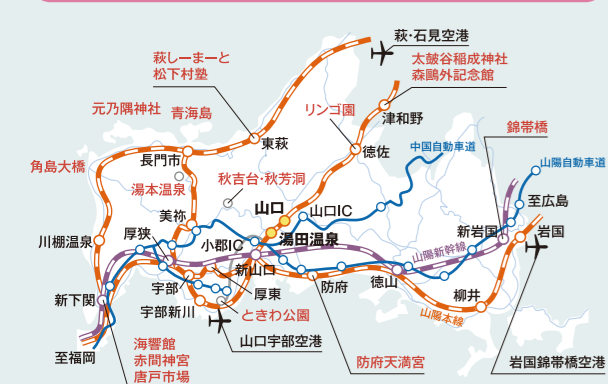 萩・石見空港
萩しーまーと
松下村塾
太皷谷稲成神社
森鷗外記念館
元乃隅神社
青海島
リンゴ園
津和野
錦帯橋
東萩
徳佐
中国自動車道
山陽自動車道
角島大橋
長門市
湯本温泉
秋吉台・秋芳洞
至広島
美祢
山口
山口IC
新岩国
岩国
川棚温泉
厚狭
小郡IC
湯田温泉
山陽新幹線
新山口
宇部
厚東
防府
徳山
柳井
新下関
宇部新川
ときわ公園
山陽本線
至福岡
海響館
赤間神宮
唐戸市場
山口宇部空港
防府天満宮
岩国錦帯橋空港